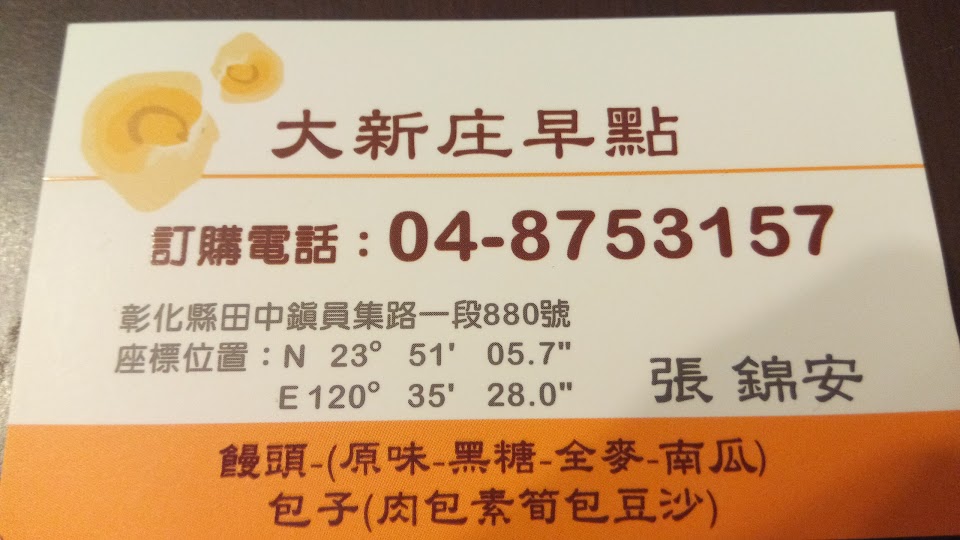 大新庄早點
訂購電話：04-8753157
彰化縣田中鎮員集路一段880號
座標位置：N 23° 51' 05.7"
E 120° 35' 28.0"
張 錦安
饅頭-(原味-黑糖-全麥-南瓜)
包子(肉包素筍包豆沙)